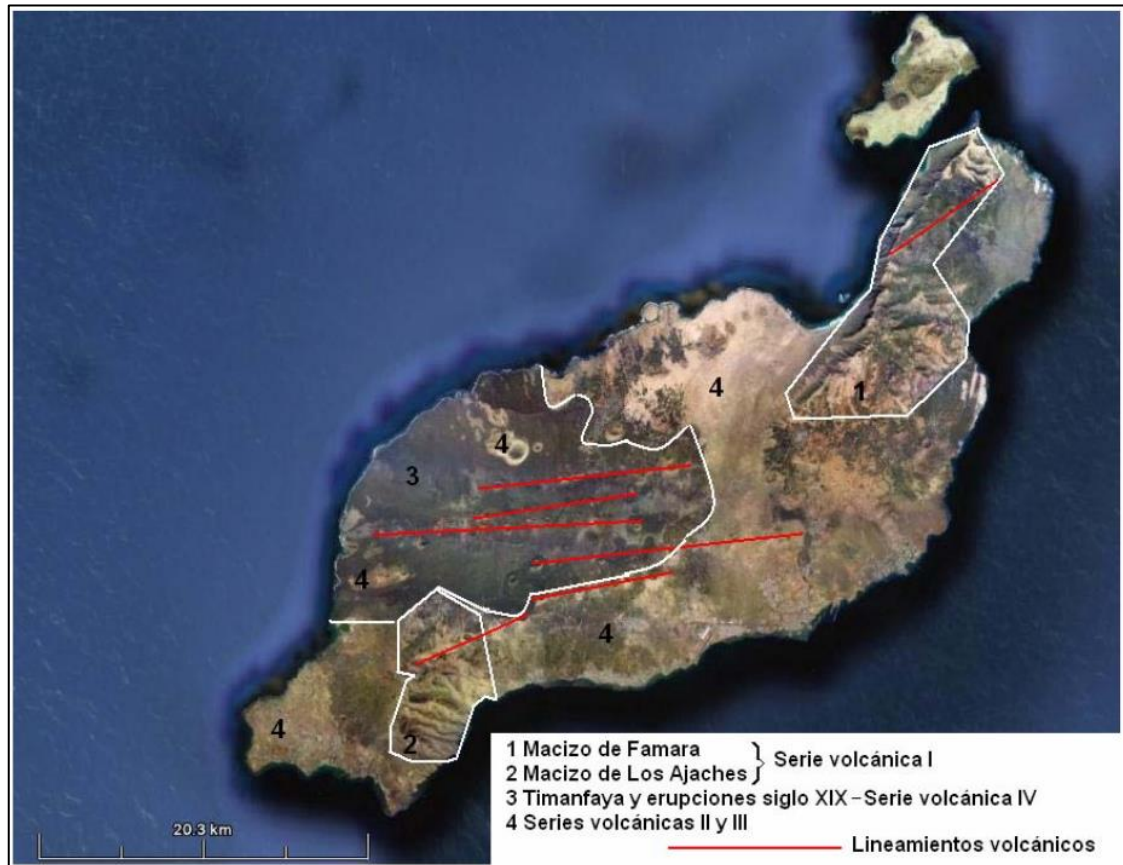 1
4
4
3
4
4
4
2
1 Macizo de Famara
2 Macizo de Los Ajaches } Serie volcánica I
3 Timanfaya y erupciones siglo XIX – Serie volcánica IV
4 Series volcánicas II y III
Lineamientos volcánicos
20.3 km